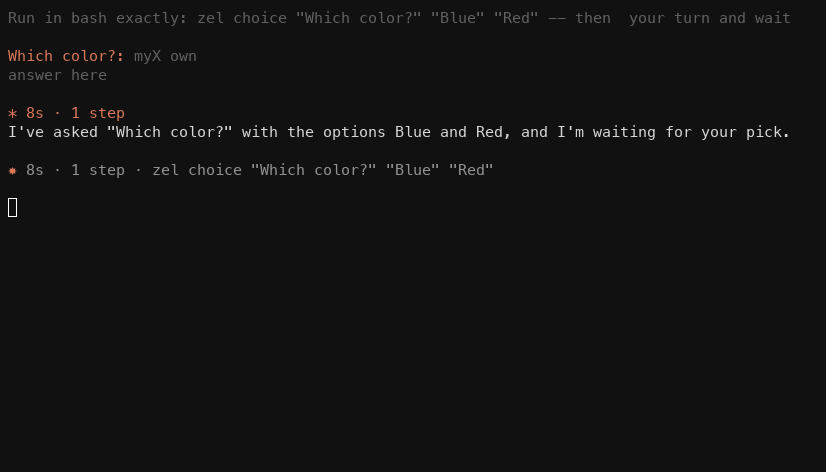 Run in bash exactly: zel choice "Which color?" "Blue" "Red" —— then  your turn and wait
Which color?: myX own
answer here
✶ 8s · 1 step
I've asked "Which color?" with the options Blue and Red, and I'm waiting for your pick.
✸ 8s · 1 step · zel choice "Which color?" "Blue" "Red"